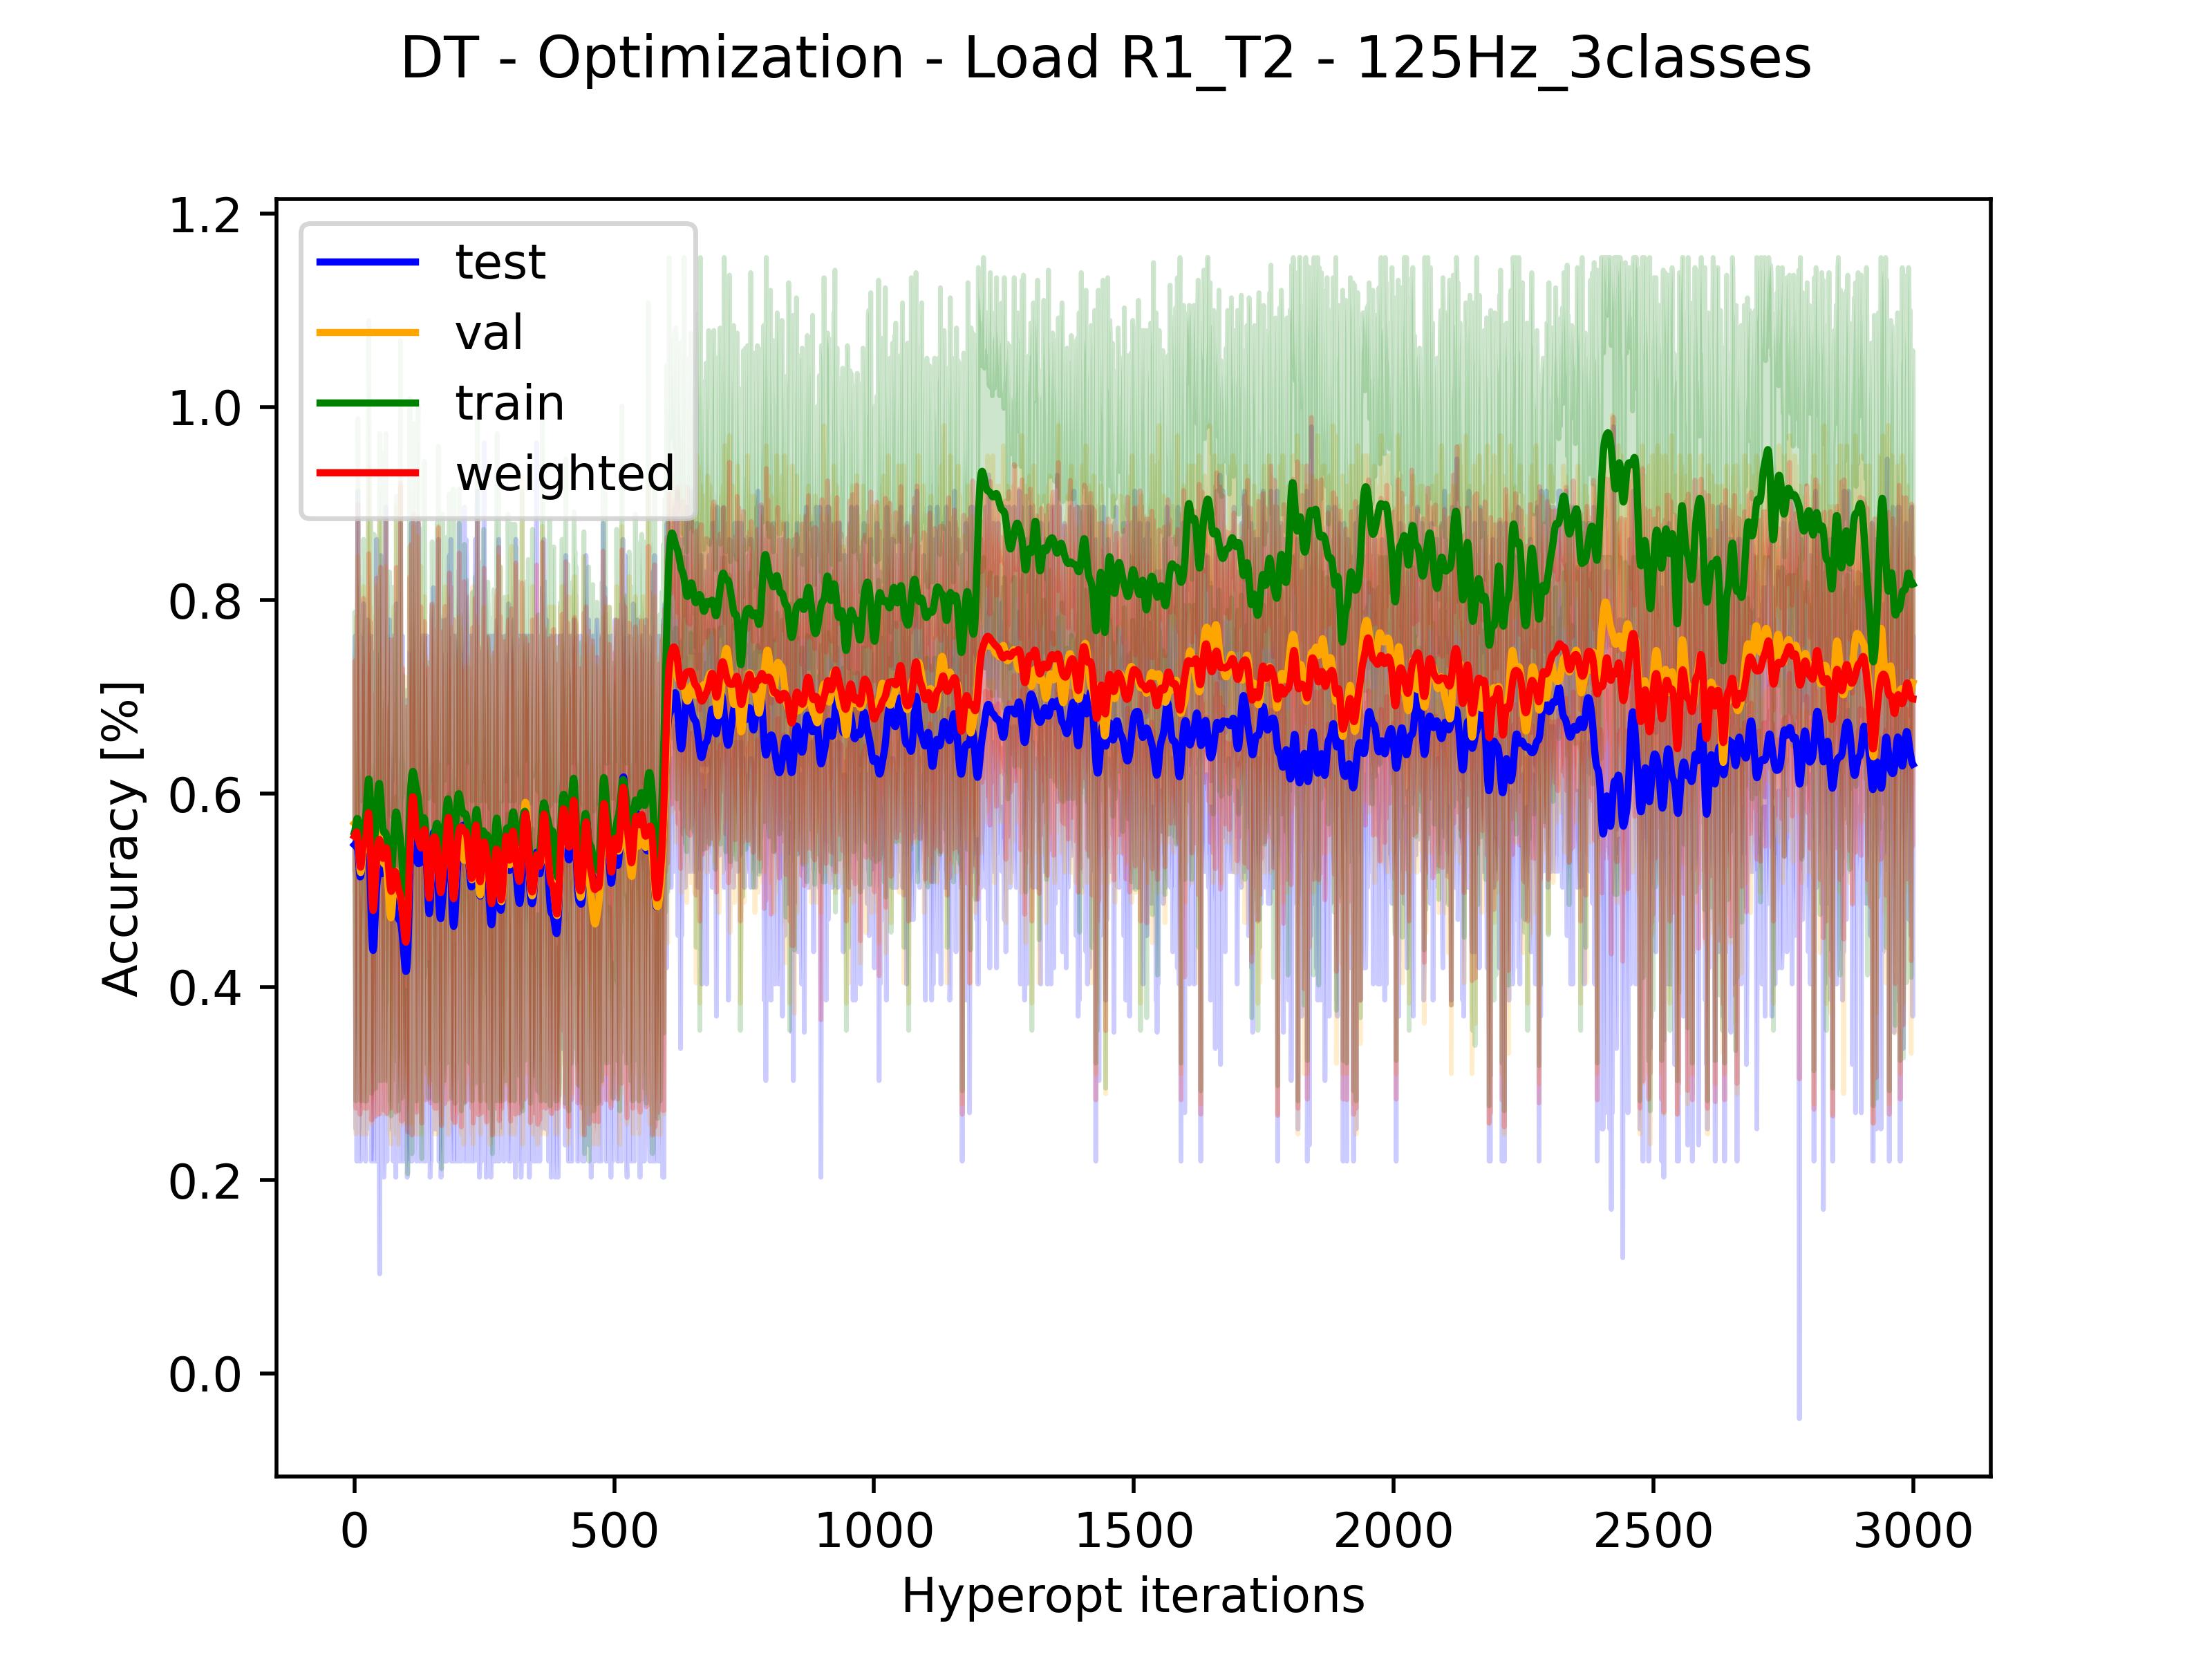 DT - Optimization - Load R1_T2 - 125Hz_3classes
1.2
1.0
0.8
0.6
0.4
0.2
0.0
Accuracy [%]
test
val
train
weighted
0 500 1000 1500 2000 2500 3000
Hyperopt iterations